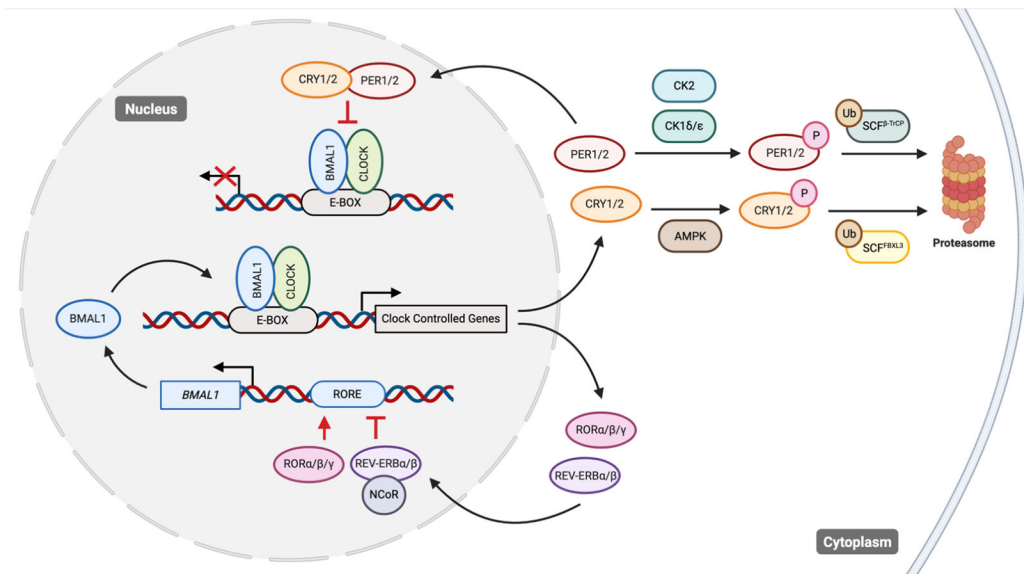 Nucleus
CRY1/2
PER1/2
BMAL1
CLOCK
E-BOX
BMAL1
CLOCK
E-BOX
Clock Controlled Genes
BMAL1
BMAL1
RORE
RORα/β/γ
REV-ERBα/β
NCoR
PER1/2
CRY1/2
CK2
CK1δ/ε
AMPK
PER1/2
P
CRY1/2
P
Ub
SCFβ-TrCP
Ub
SCFFBXL3
Proteasome
RORα/β/γ
REV-ERBα/β
Cytoplasm